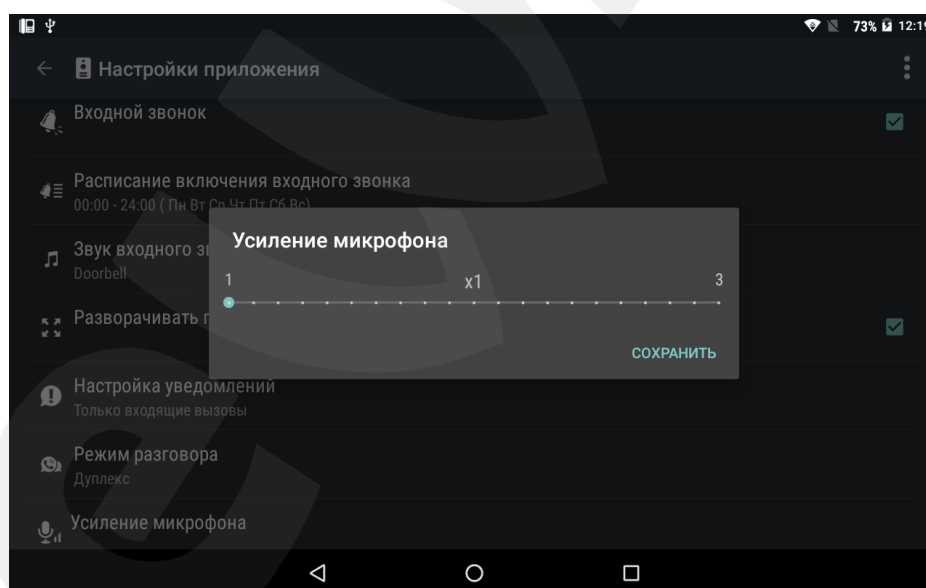 73% 12:19
Настройки приложения
Входной звонок
Расписание включения входного звонка
00:00 - 24:00 ( Пн Вт Ср Чт Пт Сб Вс)
Звук входного
Doorbell
Разворачивать
Усиление микрофона
1 x1 3
СОХРАНИТЬ
Настройка уведомлений
Только входящие вызовы
Режим разговора
Дуплекс
Усиление микрофона